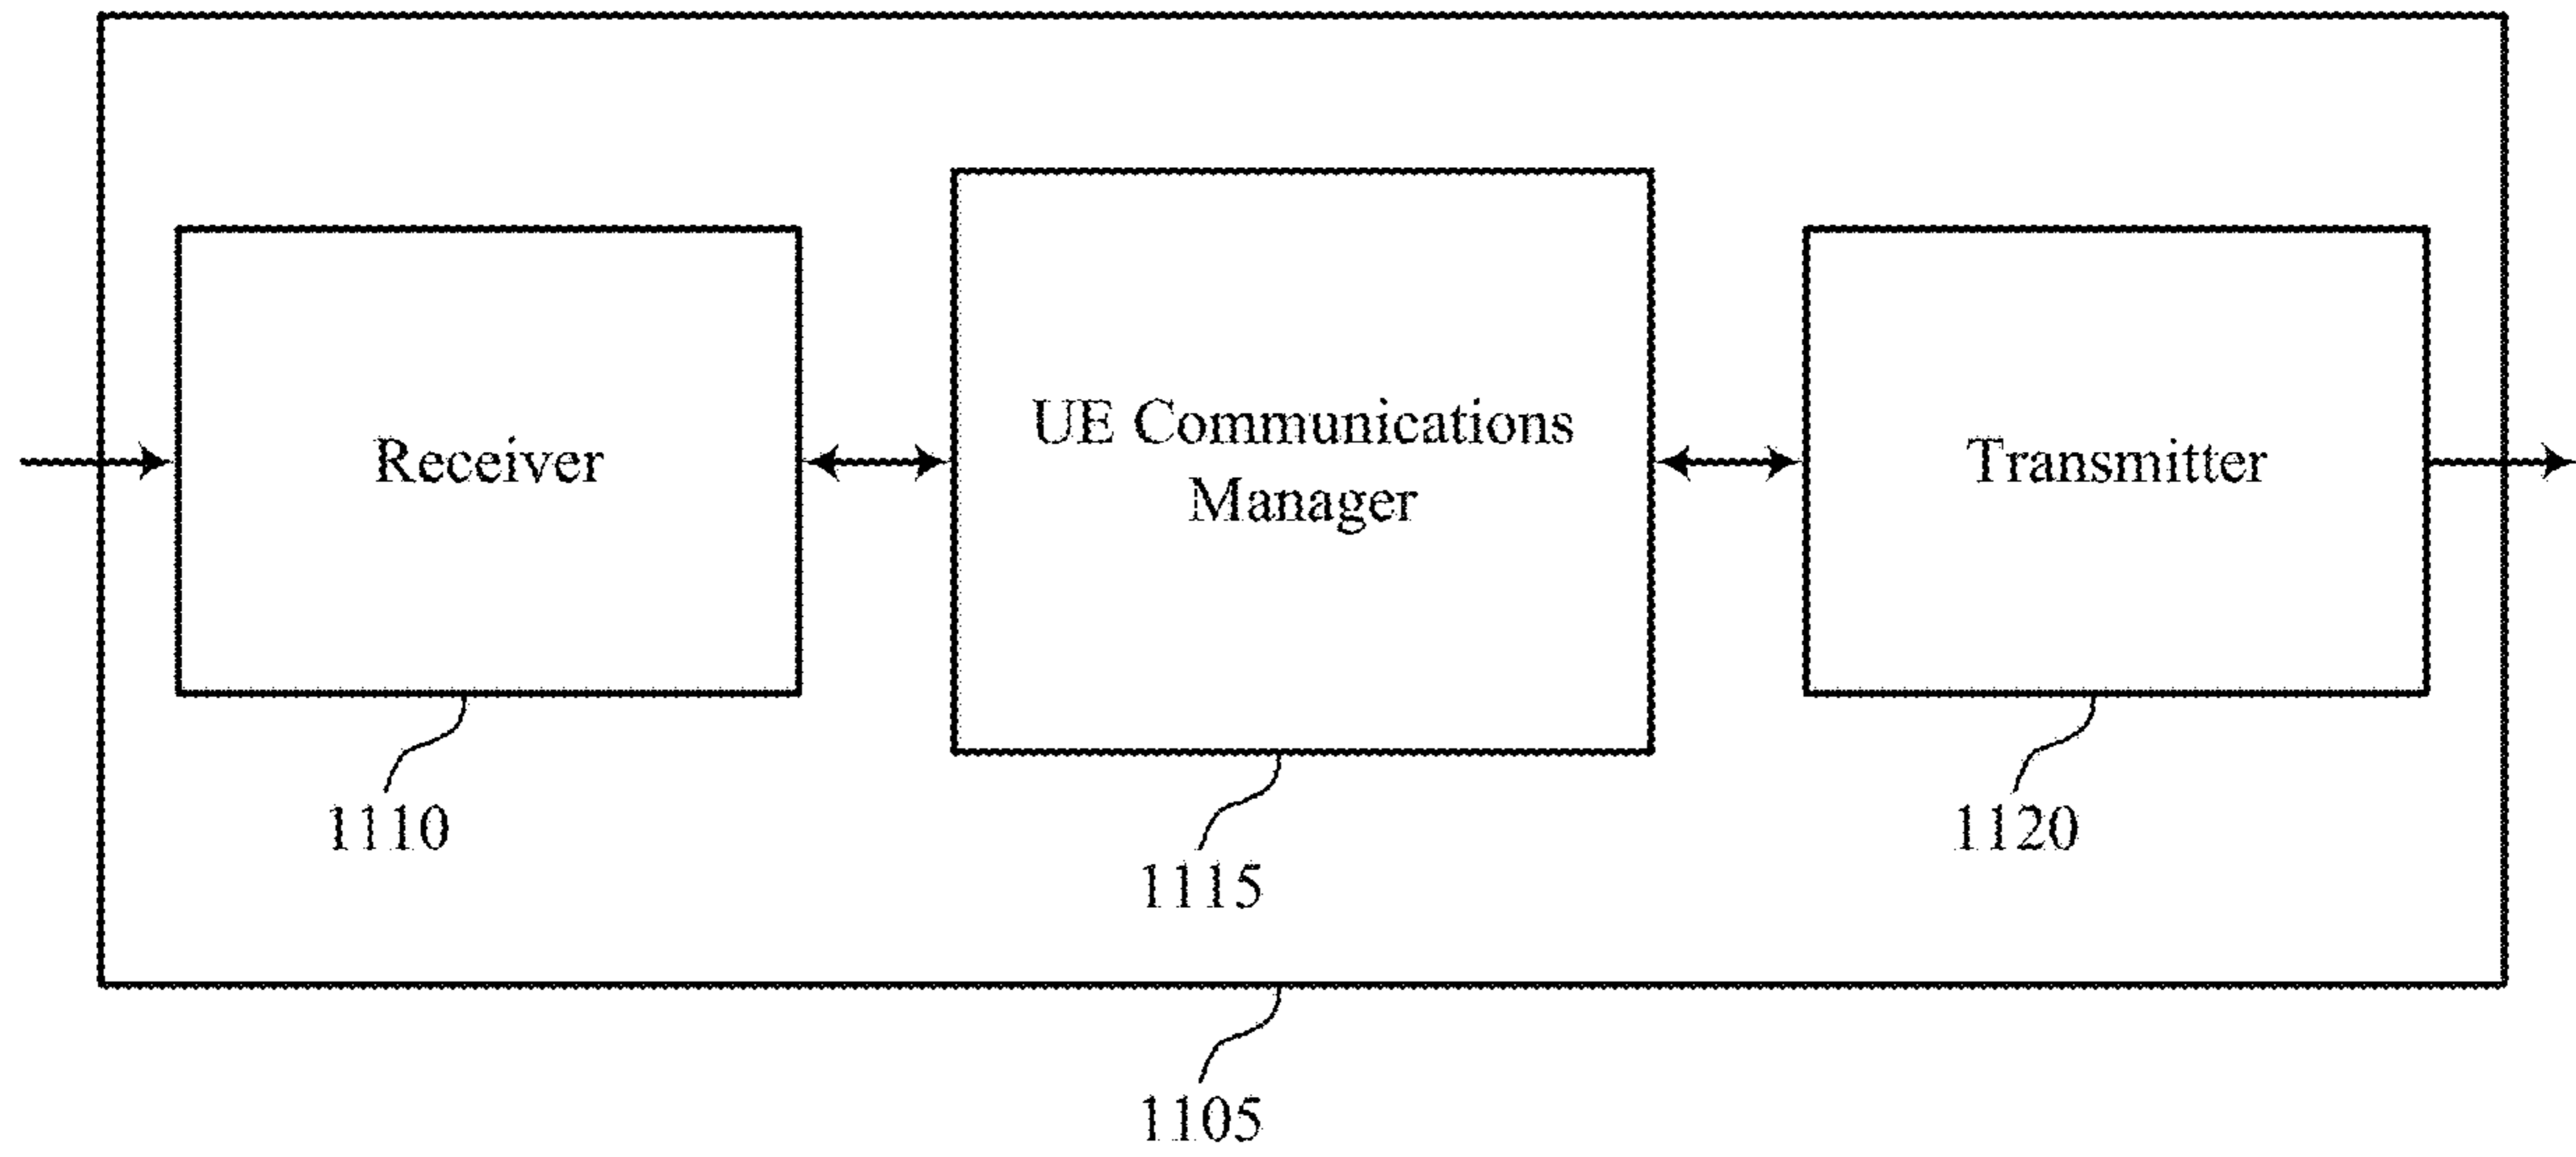 Receiver
UE Communications
Manager
Transmitter
1110
1115
1120
1105